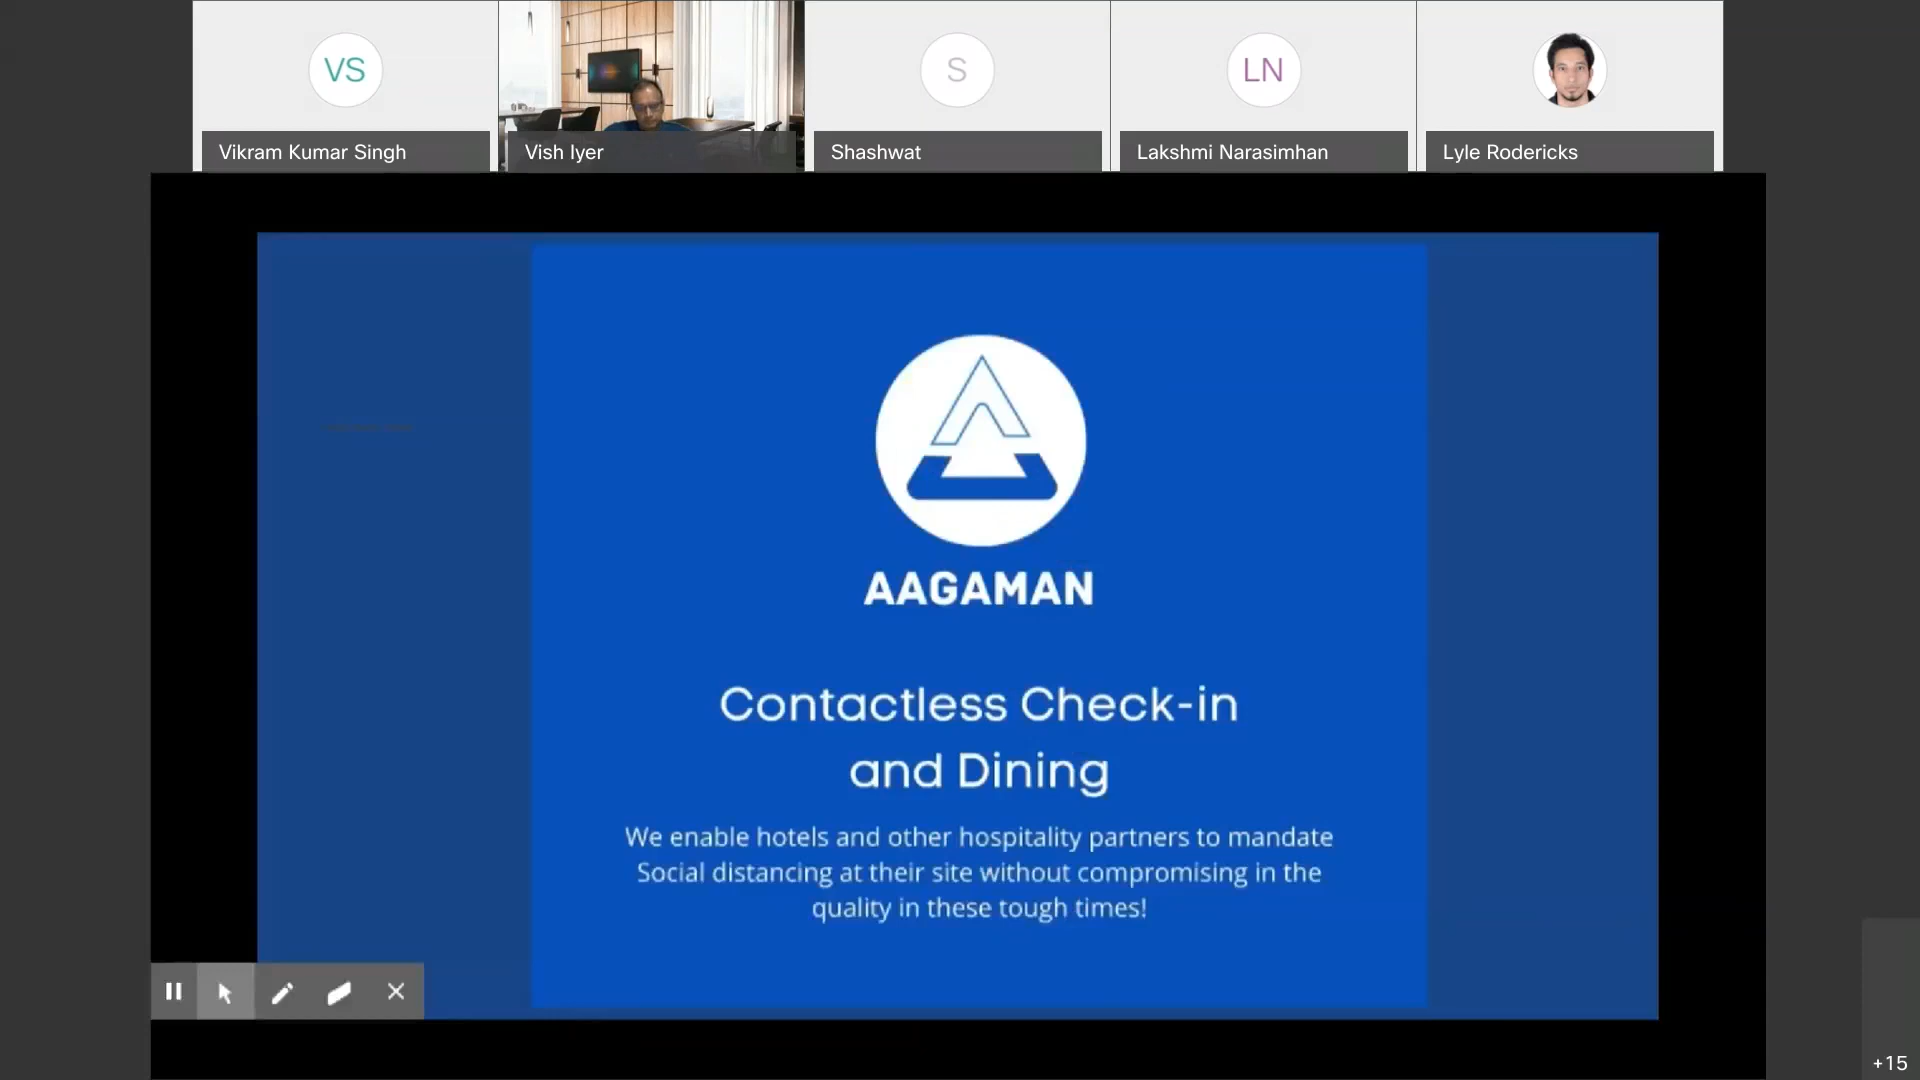 VS
S
LN
Vikram Kumar Singh
Vish Iyer
Shashwat
Lakshmi Narasimhan
Lyle Rodericks
AAGAMAN
Contactless Check-in
and Dining
We enable hotels and other hospitality partners to mandate
Social distancing at their site without compromising in the
quality in these tough times!
+15